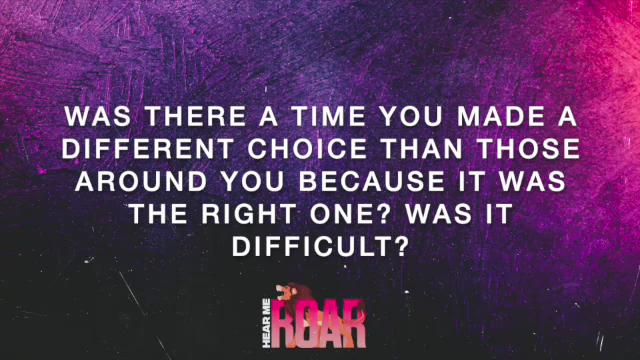 WAS THERE A TIME YOU MADE A
DIFFERENT CHOICE THAN THOSE
AROUND YOU BECAUSE IT WAS
THE RIGHT ONE? WAS IT
DIFFICULT?
HEAR ME
ROAR